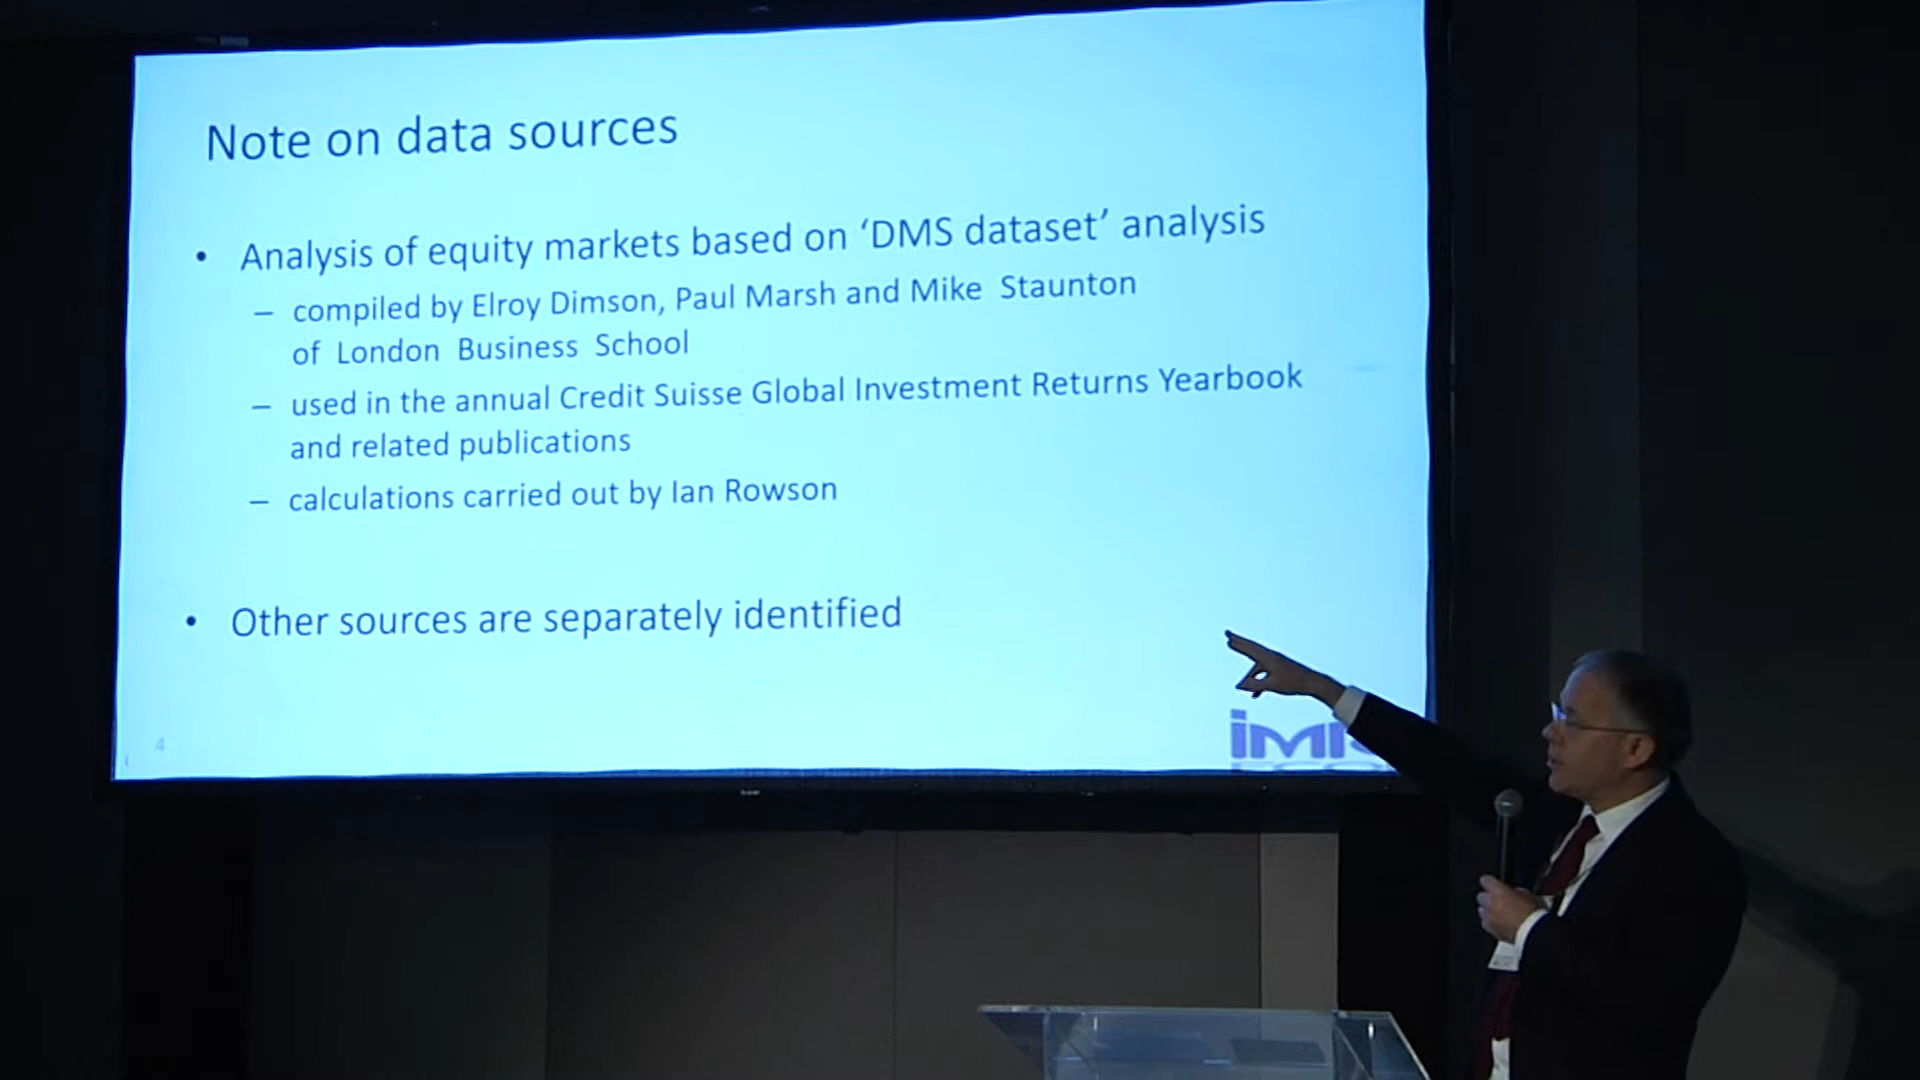 Note on data sources
• Analysis of equity markets based on ‘DMS dataset’ analysis
– compiled by Elroy Dimson, Paul Marsh and Mike Staunton
of London Business School
– used in the annual Credit Suisse Global Investment Returns Yearbook
and related publications
– calculations carried out by Ian Rowson
• Other sources are separately identified
4